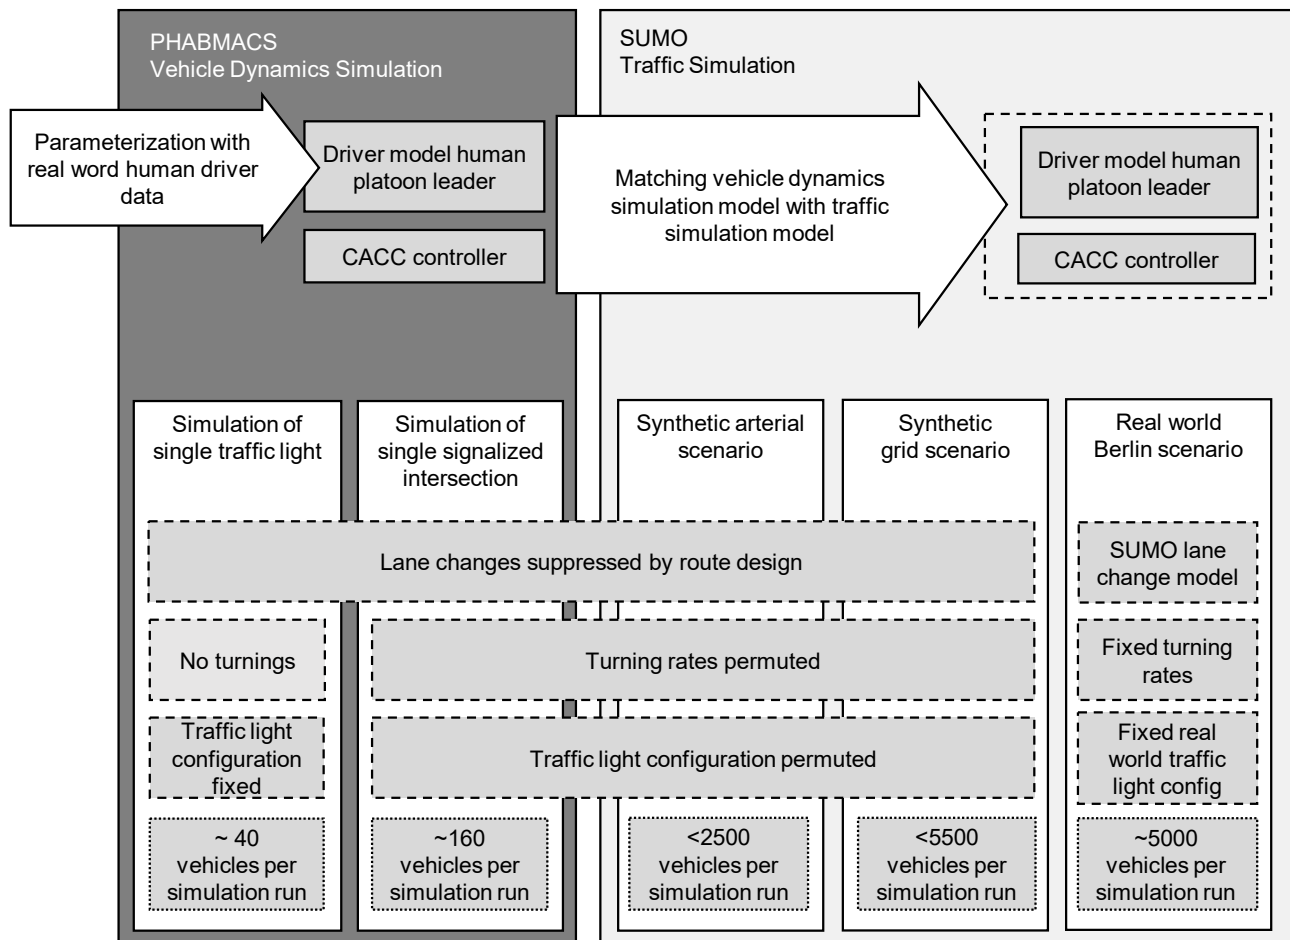 PHABMACS
Vehicle Dynamics Simulation
SUMO
Traffic Simulation
Parameterization with
real word human driver
data
Driver model human
platoon leader
CACC controller
Matching vehicle dynamics
simulation model with traffic
simulation model
Driver model human
platoon leader
CACC controller
Simulation of
single traffic light
Simulation of
single signalized
intersection
Synthetic arterial
scenario
Synthetic
grid scenario
Real world
Berlin scenario
Lane changes suppressed by route design
SUMO lane
change model
No turnings
Turning rates permuted
Fixed turning
rates
Traffic light
configuration
fixed
Traffic light configuration permuted
Fixed real
world traffic
light config
~ 40
vehicles per
simulation run
~160
vehicles per
simulation run
<2500
vehicles per
simulation run
<5500
vehicles per
simulation run
~5000
vehicles per
simulation run